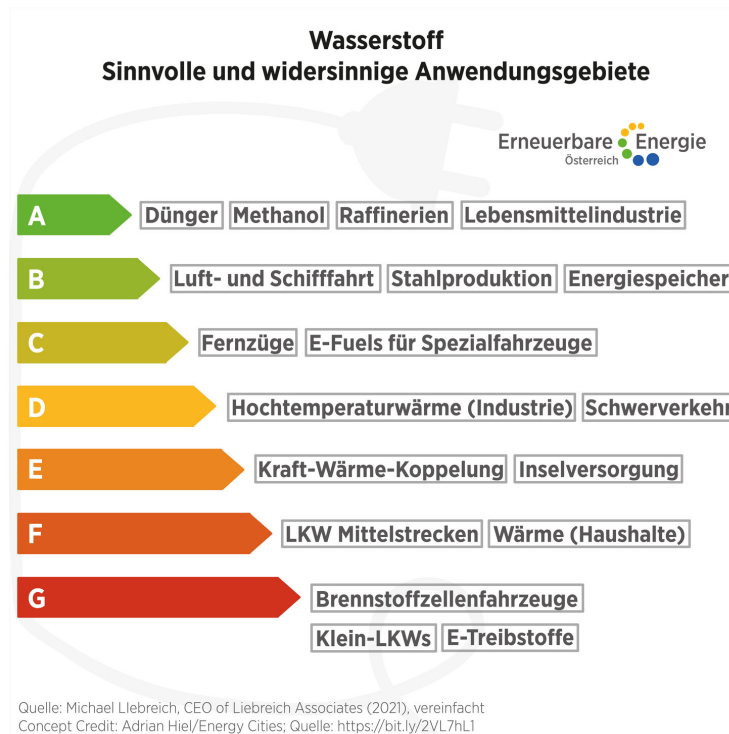 Wasserstoff
Sinnvolle und widersinnige Anwendungsgebiete
Erneuerbare Energie
Österreich
A Dünger Methanol Raffinerien Lebensmittelindustrie
B Luft- und Schifffahrt Stahlproduktion Energiespeicher
C Fernzüge E-Fuels für Spezialfahrzeuge
D Hochtemperaturwärme (Industrie) Schwerverkehr
E Kraft-Wärme-Koppelung Inselversorgung
F LKW Mittelstrecken Wärme (Haushalte)
G Brennstoffzellenfahrzeuge
Klein-LKWs E-Treibstoffe
Quelle: Michael LIebreich, CEO of Liebreich Associates (2021), vereinfacht
Concept Credit: Adrian Hiel/Energy Cities; Quelle: https://bit.ly/2VL7hL1